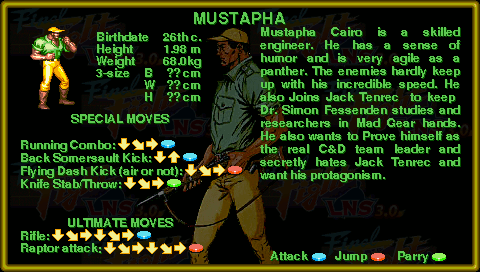 MUSTAPHA
Birthdate 26th c.
Height 1.98 m
Weight 68.0kg
3-size B ?? cm
W ?? cm
H ?? cm
Mustapha Cairo is a skilled
engineer. He has a sense of
humor and is very agile as a
panther. The enemies hardly keep
up with his incredible speed. He
also Joins Jack Tenrec to keep
Dr. Simon Fessenden studies and
researchers in Mad Gear hands.
He also wants to Prove himself as
the real C&D team leader and
secretly hates Jack Tenrec and
want his protagonism.
SPECIAL MOVES
Running Combo:
Back Somersault Kick:
Flying Dash Kick (air or not):
Knife Stab/Throw:
ULTIMATE MOVES
Rifle:
Raptor attack:
Attack Jump Parry
LNS 3.0